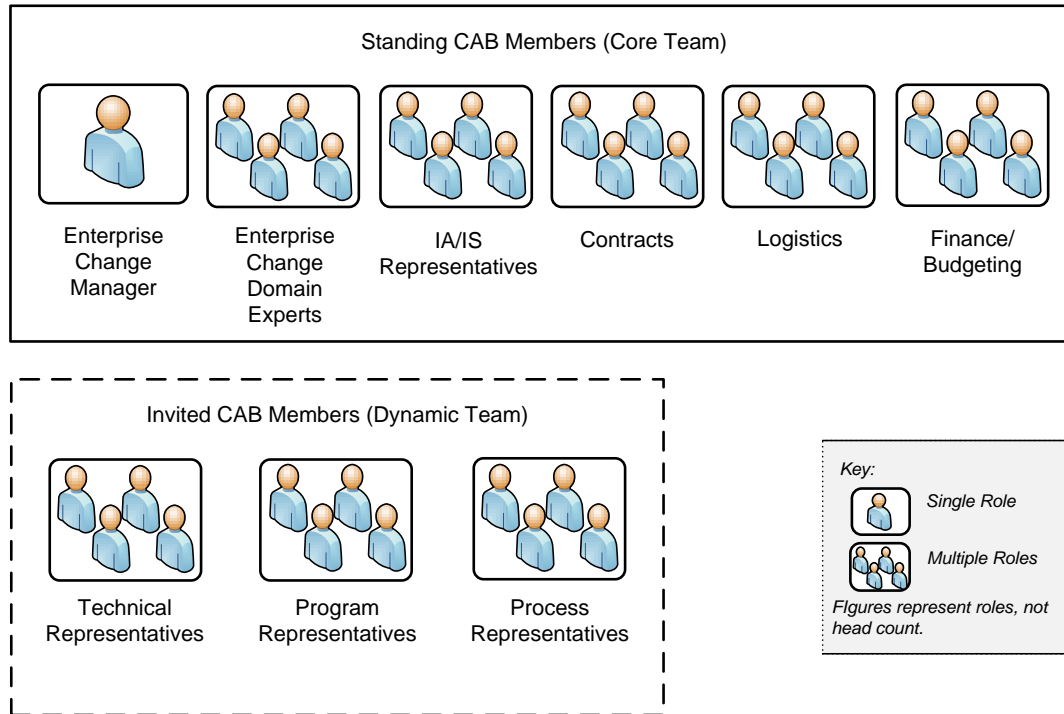 Standing CAB Members (Core Team)
Enterprise
Change
Manager
Enterprise
Change
Domain
Experts
IA/IS
Representatives
Contracts
Logistics
Finance/
Budgeting
Invited CAB Members (Dynamic Team)
Technical
Representatives
Program
Representatives
Process
Representatives
Key:
Single Role
Multiple Roles
FIgures represent roles, not
head count.